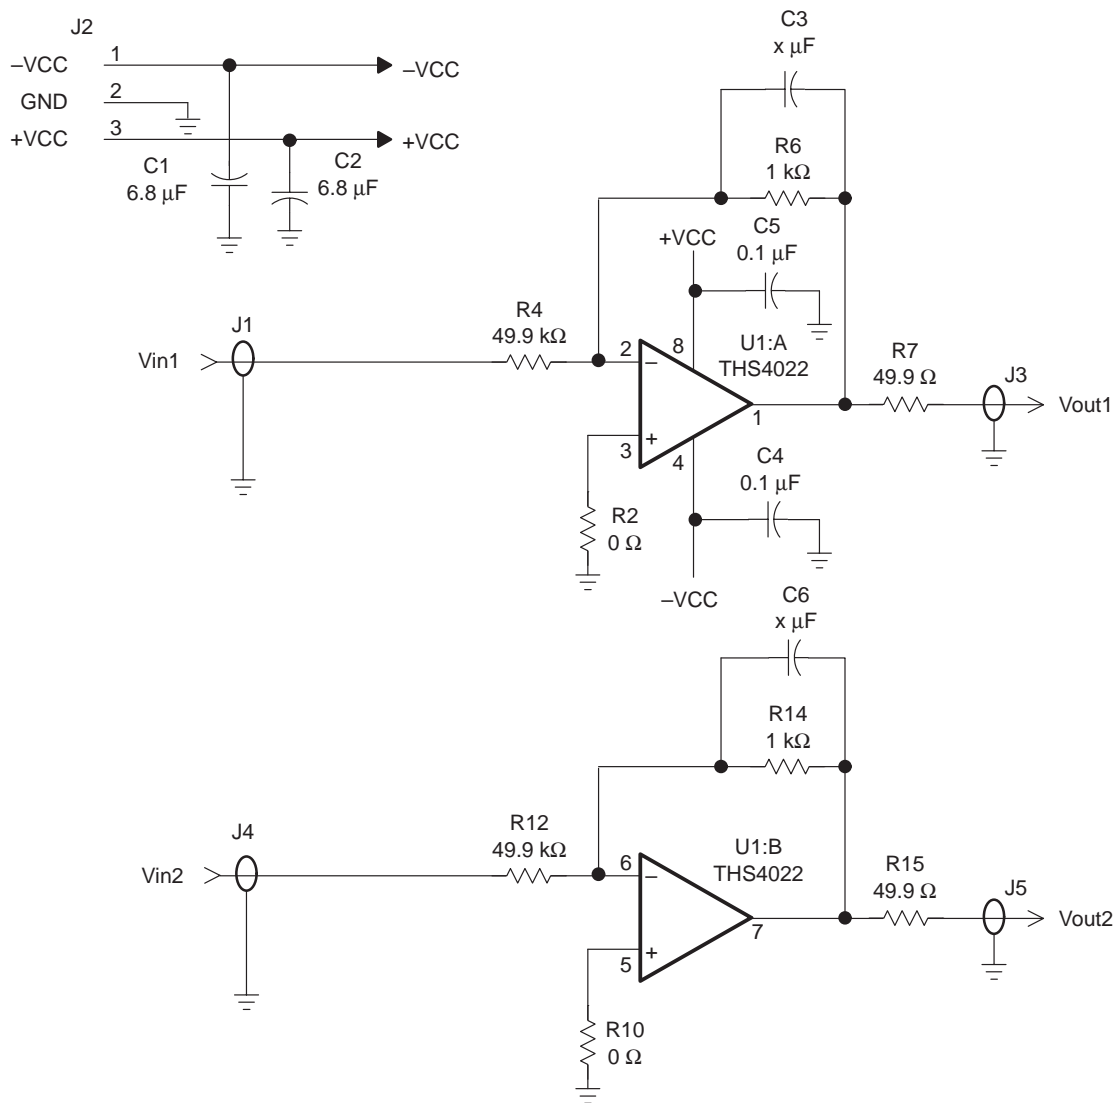 J2
–VCC 1 –VCC
GND 2
+VCC 3 +VCC
C1
6.8 µF
C2
6.8 µF
C3
x µF
R6
1 kΩ
C5
0.1 µF
+VCC
J1
Vin1
R4
49.9 kΩ
2
–
8
U1:A
THS4022
1
R7
49.9 Ω
J3
Vout1
+
3
4
C4
0.1 µF
R2
0 Ω
–VCC
C6
x µF
R14
1 kΩ
J4
Vin2
R12
49.9 kΩ
6
–
U1:B
THS4022
7
R15
49.9 Ω
J5
Vout2
+
5
R10
0 Ω